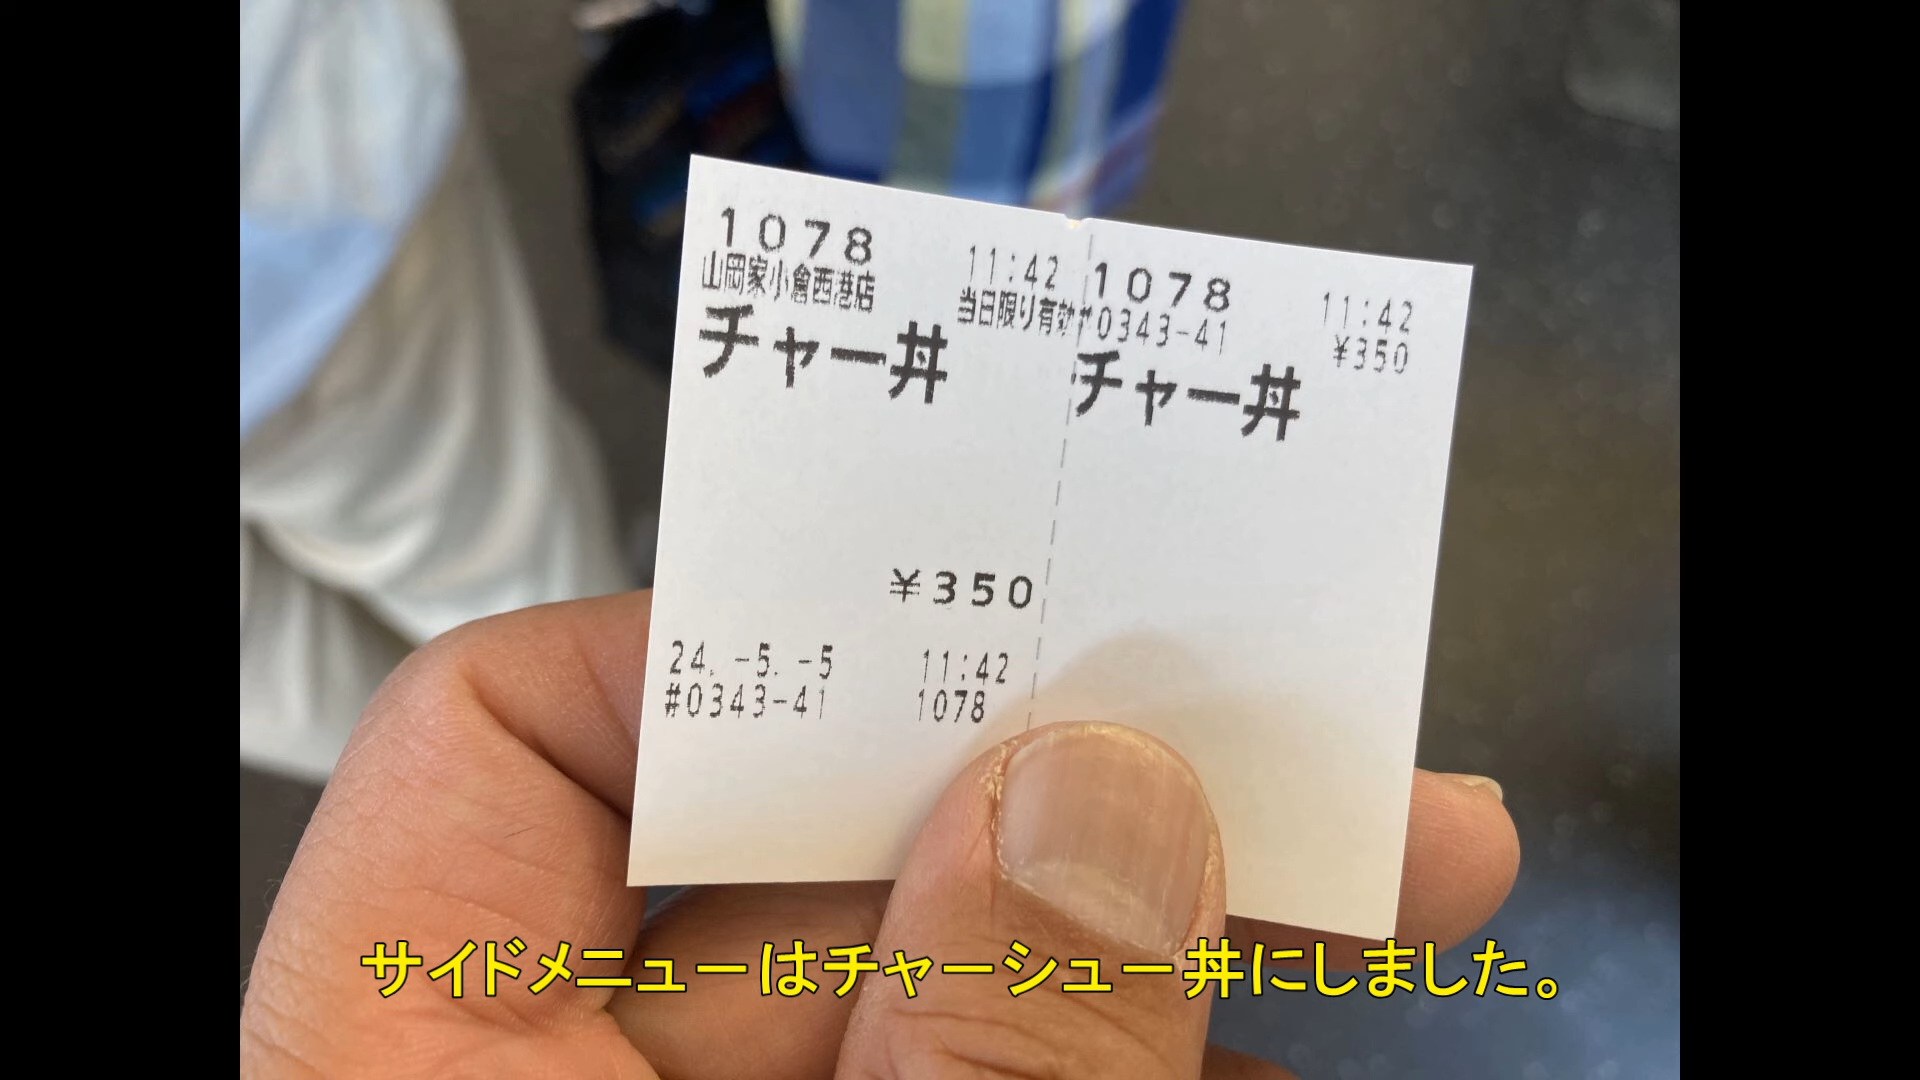 1078
山岡家小倉西港店 11:42
当日限り有効
チャー丼
¥350
24.-5.-5 11:42
#0343-41 1078
1078 11:42
#0343-41 ¥350
チャー丼
サイドメニューはチャーシュー丼にしました。